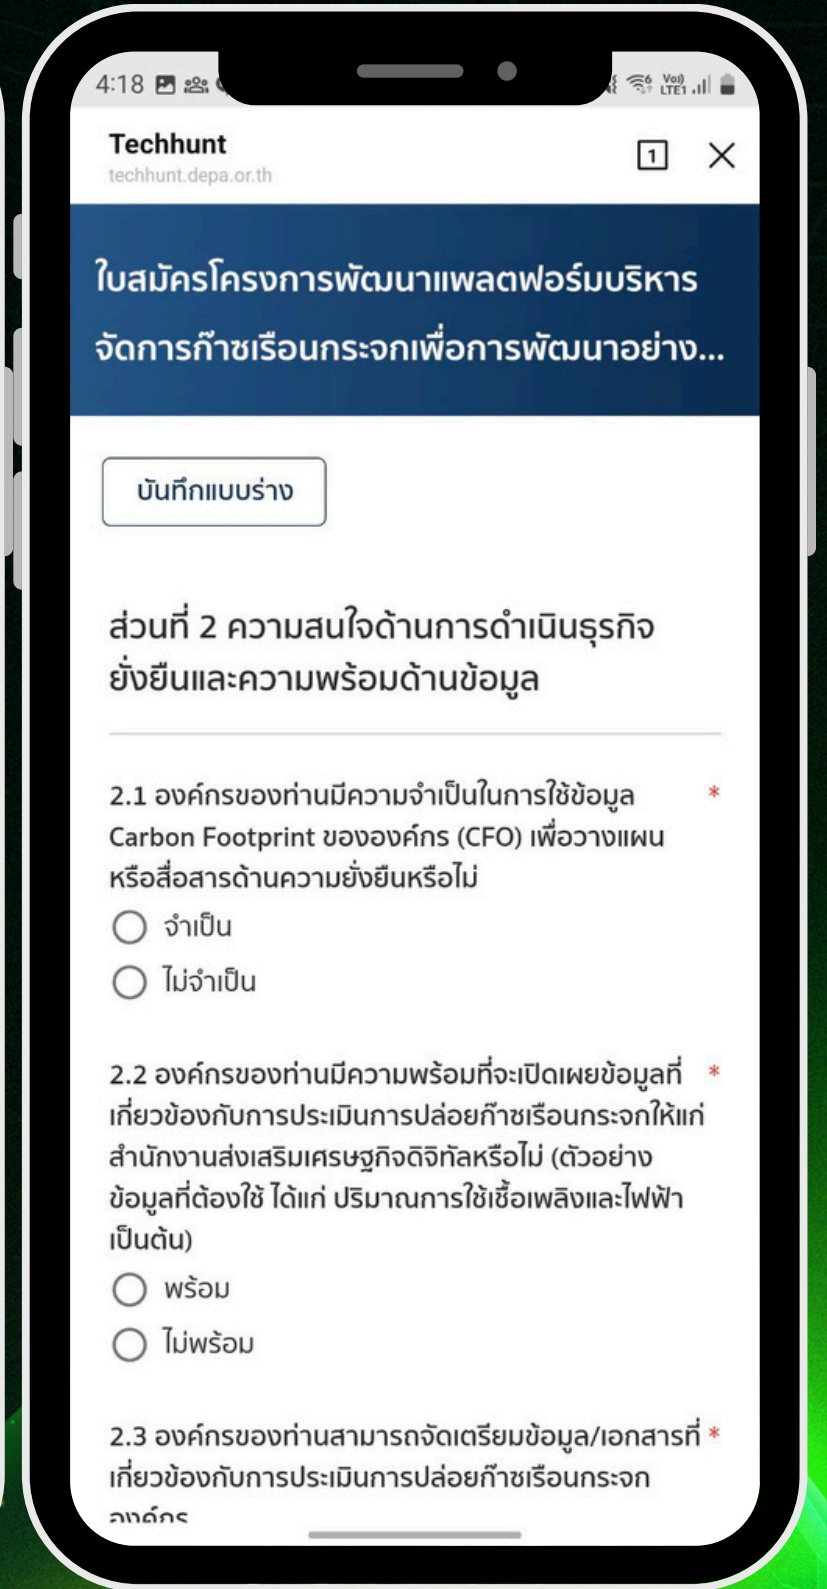 4:18
Vo))
LTE1
Techhunt
1
techhunt.depa.or.th
ใบสมัครโครงการพัฒนาแพลตฟอร์มบริหาร
จัดการก๊าซเรือนกระจกเพื่อการพัฒนาอย่าง...
บันทึกแบบร่าง
ส่วนที่ 2 ความสนใจด้านการดำเนินธุรกิจ
ยั่งยืนและความพร้อมด้านข้อมูล
2.1 องค์กรของท่านมีความจำเป็นในการใช้ข้อมูล *
Carbon Footprint ขององค์กร (CFO) เพื่อวางแผน
หรือสื่อสารด้านความยั่งยืนหรือไม่
จำเป็น
ไม่จำเป็น
2.2 องค์กรของท่านมีความพร้อมที่จะเปิดเผยข้อมูลที่ *
เกี่ยวข้องกับการประเมินการปล่อยก๊าซเรือนกระจกให้แก่
สำนักงานส่งเสริมเศรษฐกิจดิจิทัลหรือไม่ (ตัวอย่าง
ข้อมูลที่ต้องใช้ ได้แก่ ปริมาณการใช้เชื้อเพลิงและไฟฟ้า
เป็นต้น)
พร้อม
ไม่พร้อม
2.3 องค์กรของท่านสามารถจัดเตรียมข้อมูล/เอกสารที่ *
เกี่ยวข้องกับการประเมินการปล่อยก๊าซเรือนกระจก
องค์กร